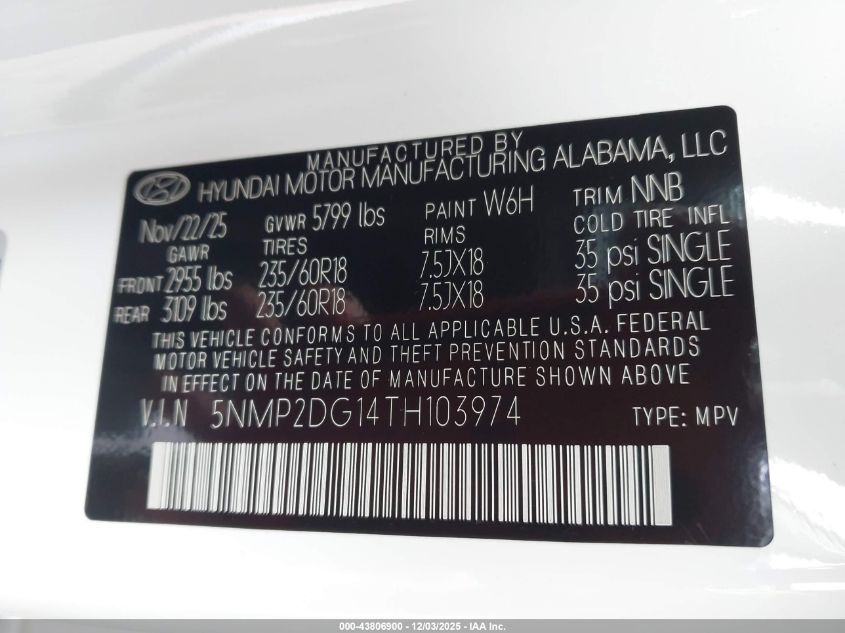 MANUFACTURED BY
HYUNDAI MOTOR MANUFACTURING ALABAMA, LLC
Nov/22/25 GVWR 5799 lbs PAINT W6H TRIM NNB
GAWR TIRES RIMS COLD TIRE INFL
FRONT 2955 lbs 235/60R18 7.5JX18 35 psi SINGLE
REAR 3109 lbs 235/60R18 7.5JX18 35 psi SINGLE
THIS VEHICLE CONFORMS TO ALL APPLICABLE U.S.A. FEDERAL
MOTOR VEHICLE SAFETY AND THEFT PREVENTION STANDARDS
IN EFFECT ON THE DATE OF MANUFACTURE SHOWN ABOVE
V.I.N 5NMP2DG14TH103974 TYPE: MPV
000-43806900 - 12/03/2025 - IAA Inc.